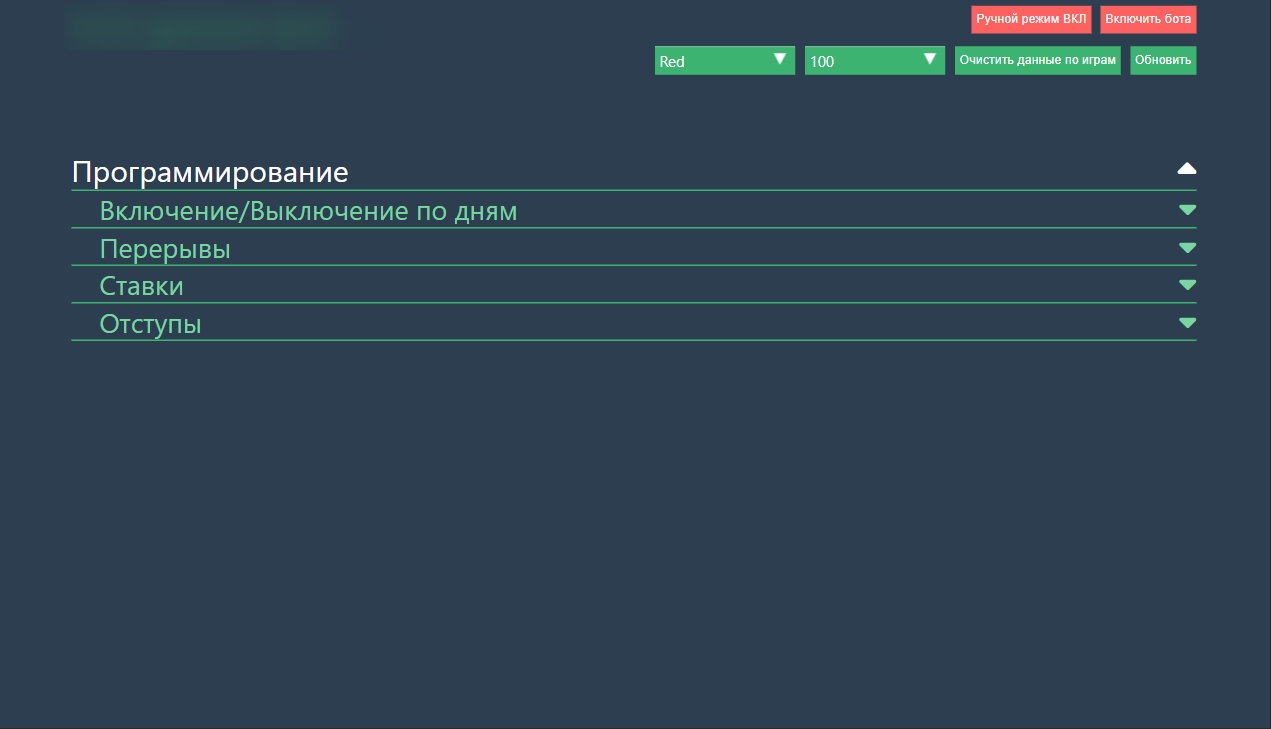 Ручной режим ВКЛ Включить бота
Red 100 Очистить данные по играм Обновить
Программирование
Включение/Выключение по дням
Перерывы
Ставки
Отступы